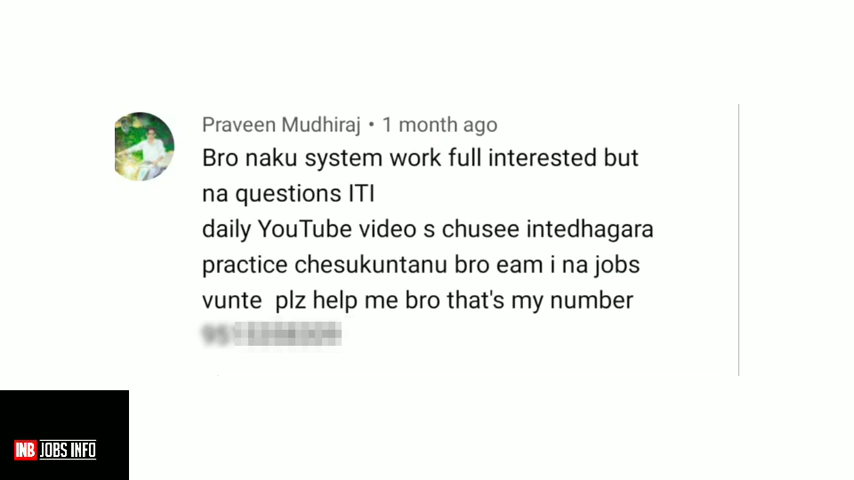 Praveen Mudhiraj • 1 month ago
Bro naku system work full interested but
na questions ITI
daily YouTube video s chusee intedhagara
practice chesukuntanu bro eam i na jobs
vunte plz help me bro that's my number
INB JOBS INFO